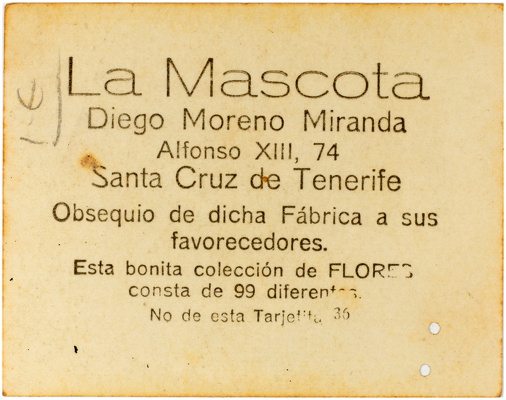 La Mascota
Diego Moreno Miranda
Alfonso XIII, 74
Santa Cruz de Tenerife
Obsequio de dicha Fábrica a sus
favorecedores.
Esta bonita colección de FLORES
consta de 99 diferentes.
No de esta Tarjetita 36